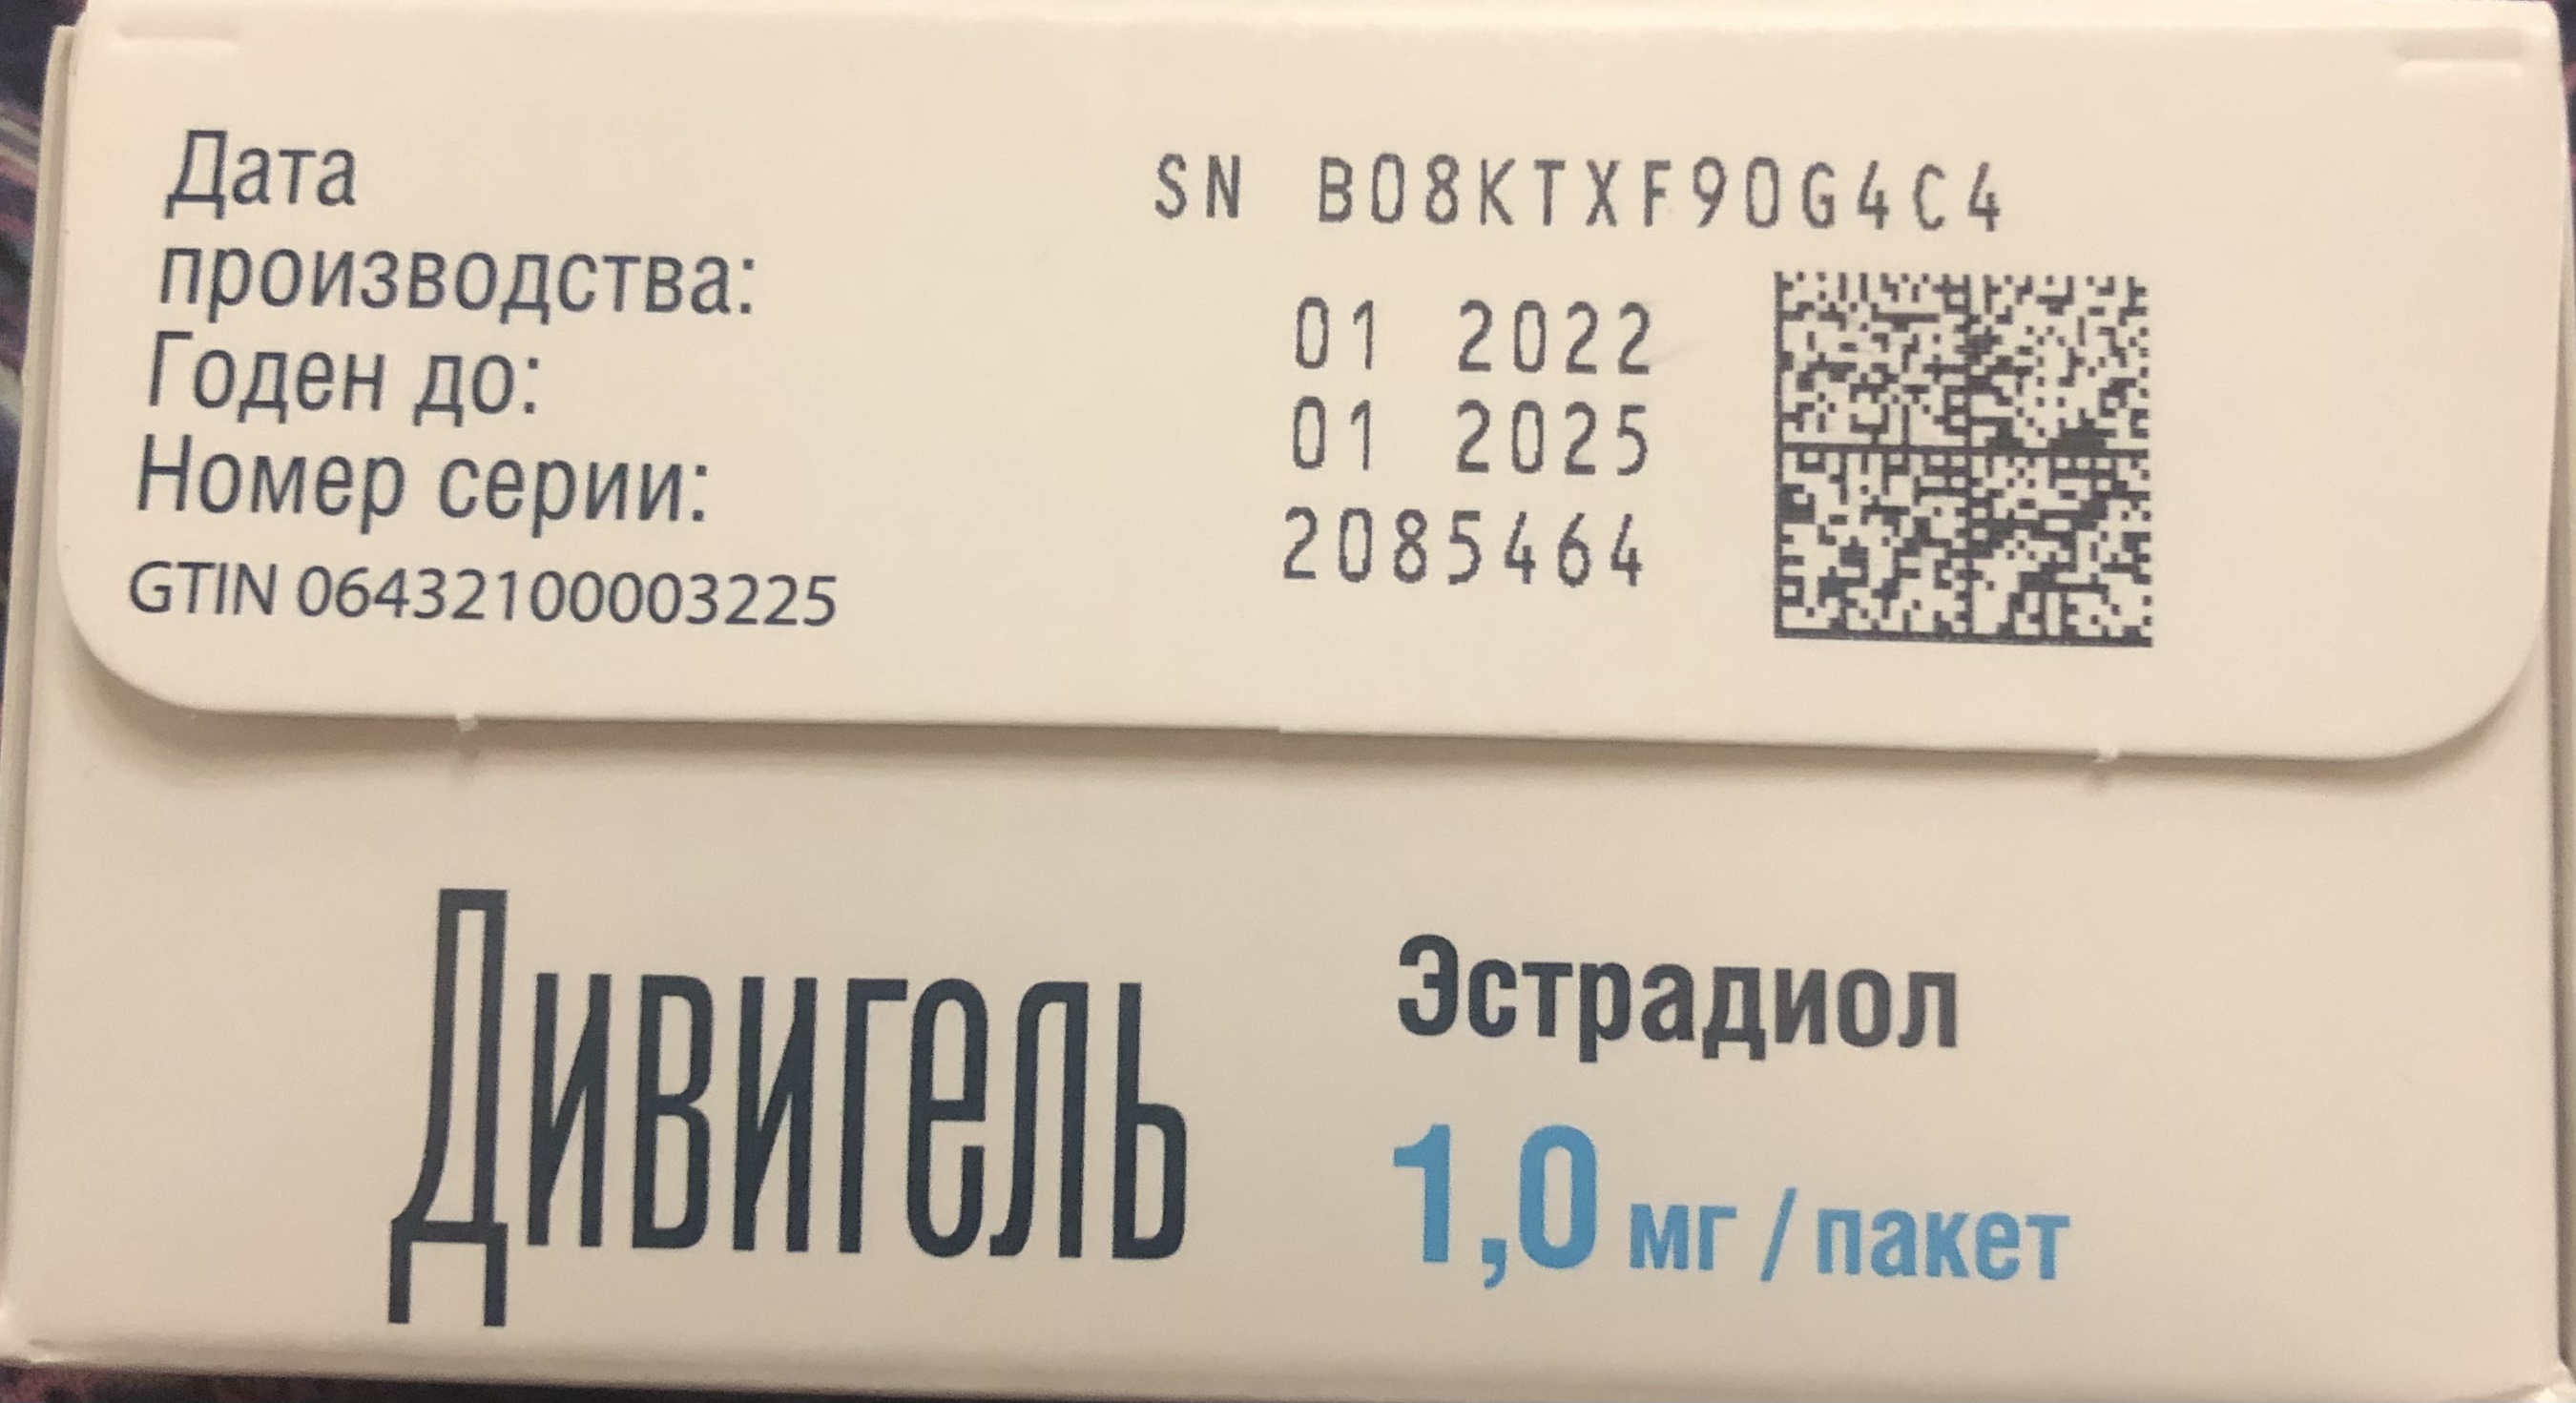 Дата
производства:
Годен до:
Номер серии:
GTIN 06432100003225
SN B08KTXF90G4C4
01 2022
01 2025
2085464
Дивигель
Эстрадиол
1,0 мг / пакет